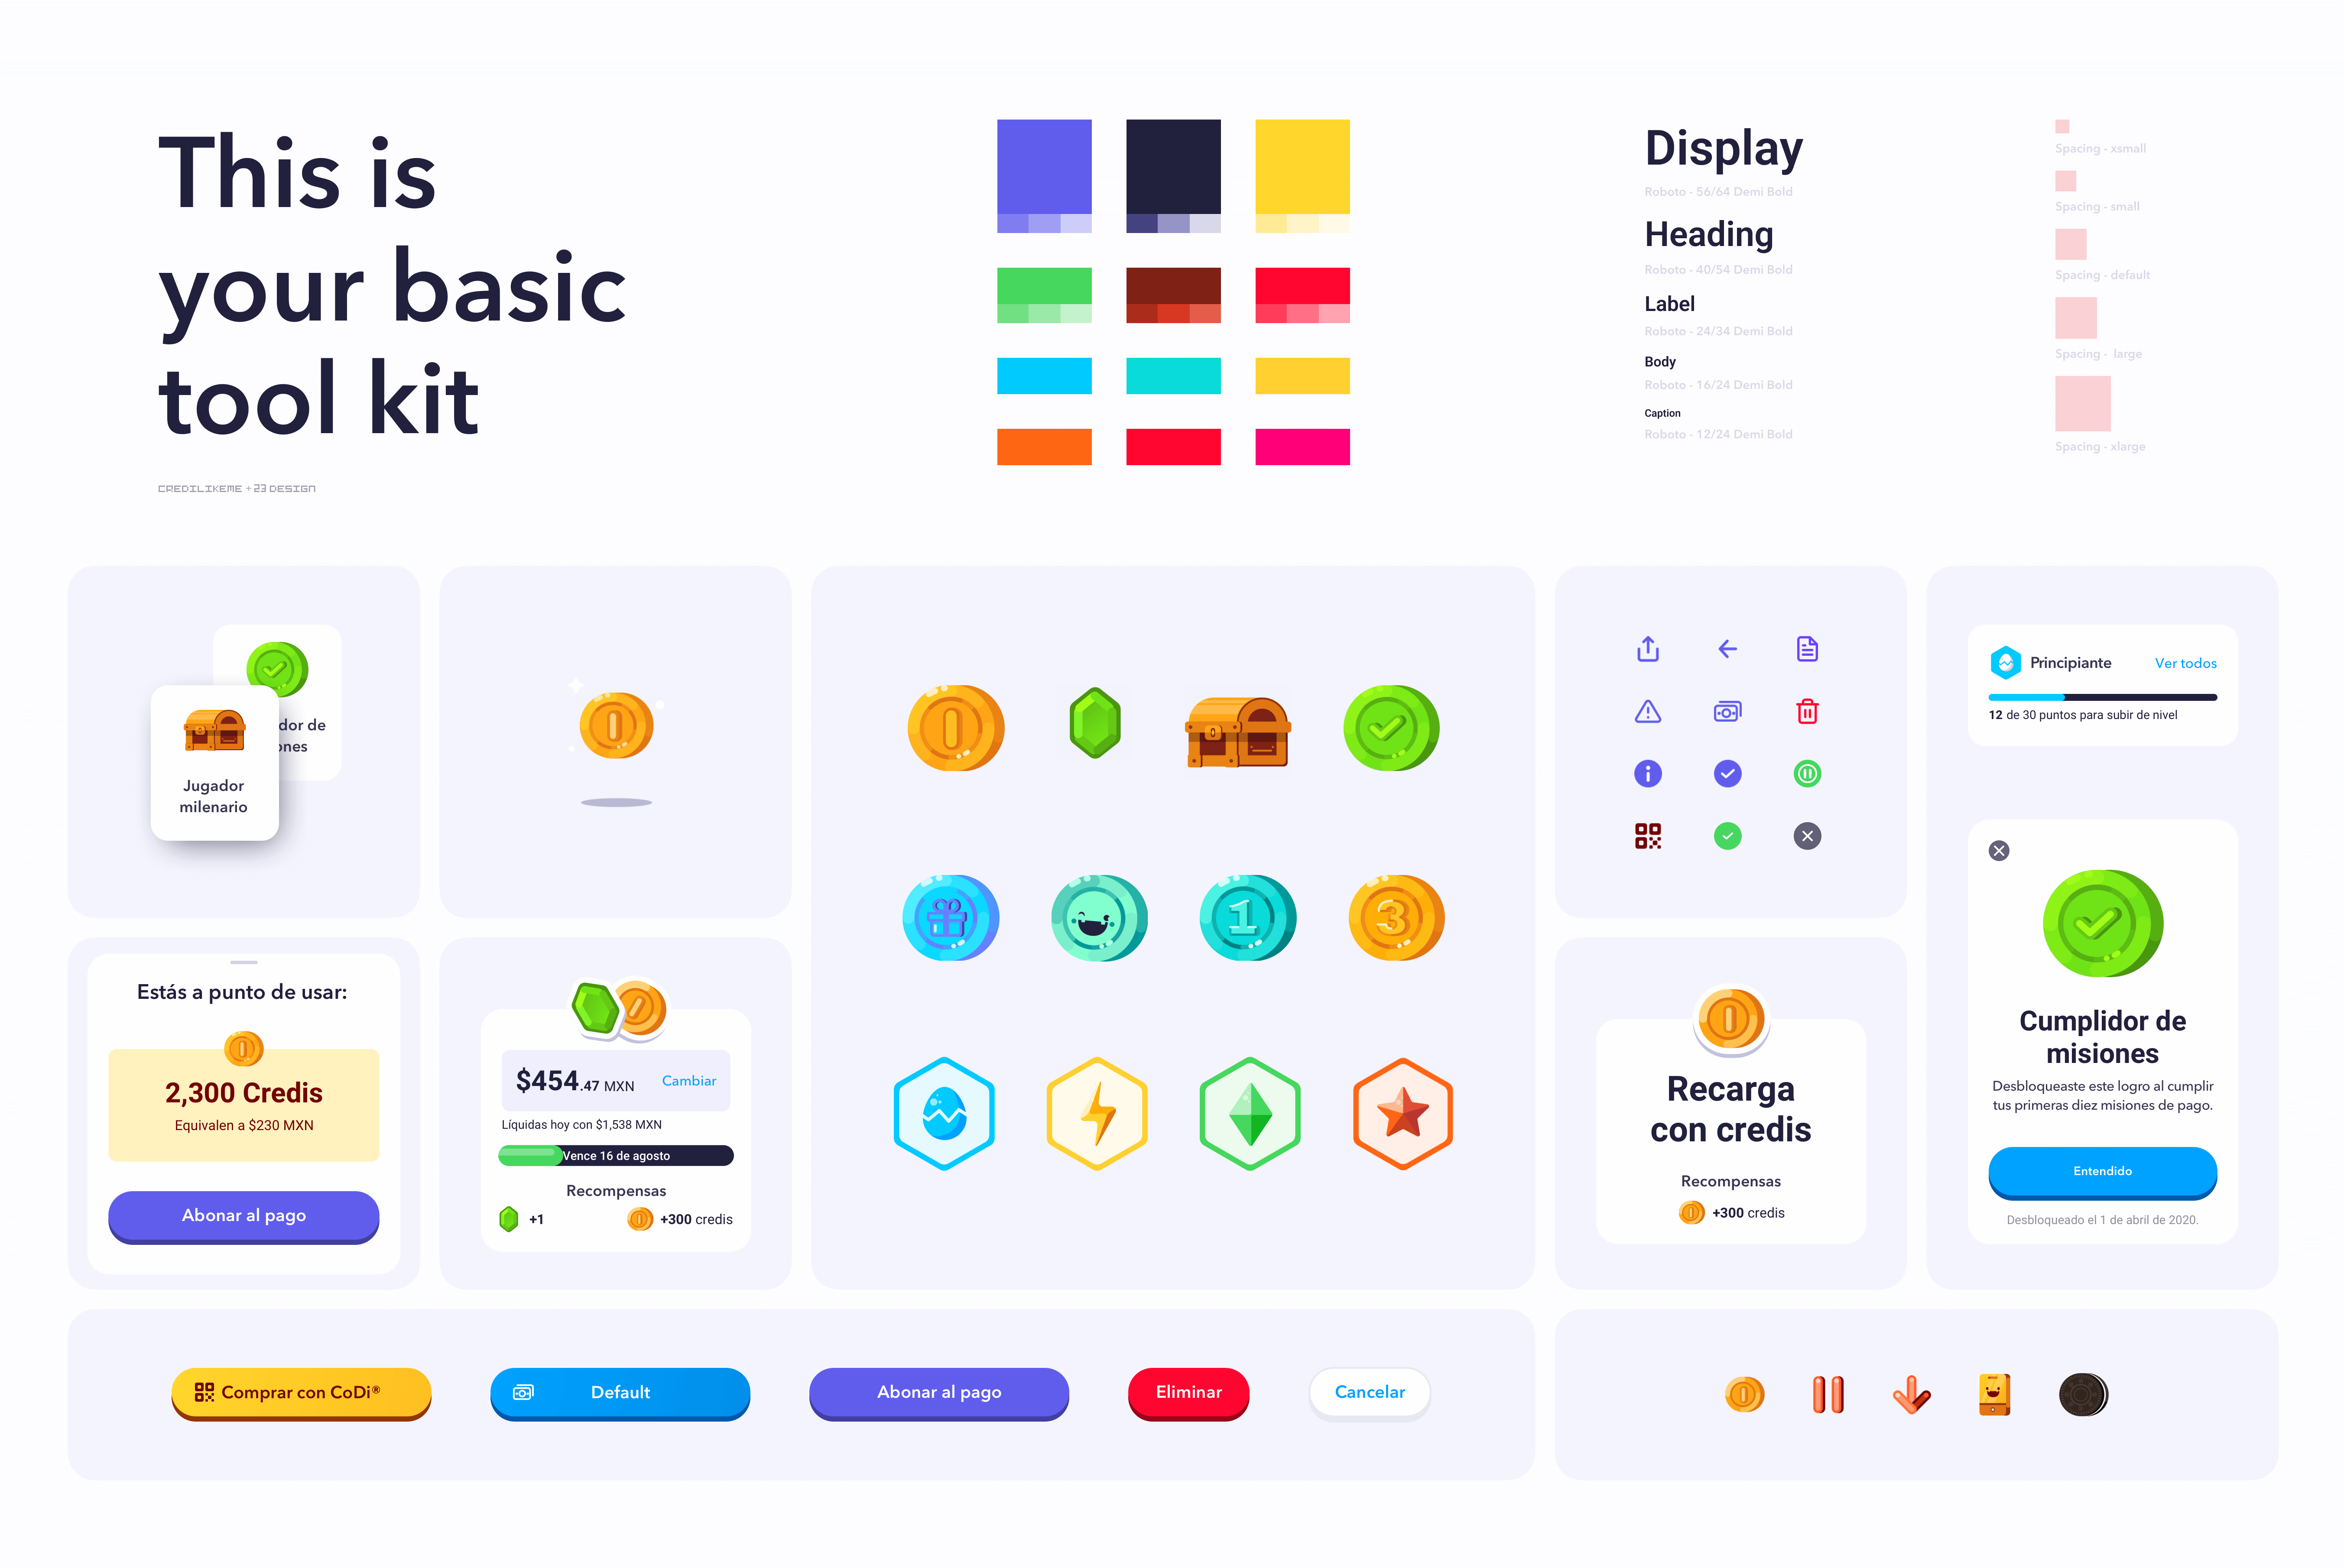 This is
your basic
tool kit
CREDILIKEME + 23 DESIGN
Display
Roboto - 56/64 Demi Bold
Heading
Roboto - 40/54 Demi Bold
Label
Roboto - 24/34 Demi Bold
Body
Roboto - 16/24 Demi Bold
Caption
Roboto - 12/24 Demi Bold
Spacing - xsmall
Spacing - small
Spacing - default
Spacing - large
Spacing - xlarge
dor de
ones
Jugador
milenario
1
3
Principiante
Ver todos
12 de 30 puntos para subir de nivel
Estás a punto de usar:
2,300 Credis
Equivalen a $230 MXN
Abonar al pago
$454.47 MXN
Cambiar
Líquidas hoy con $1,538 MXN
Vence 16 de agosto
Recompensas
+1
+300 credis
Recarga
con credis
Recompensas
+300 credis
Cumplidor de
misiones
Desbloqueaste este logro al cumplir
tus primeras diez misiones de pago.
Entendido
Desbloqueado el 1 de abril de 2020.
Comprar con CoDi®
Default
Abonar al pago
Eliminar
Cancelar